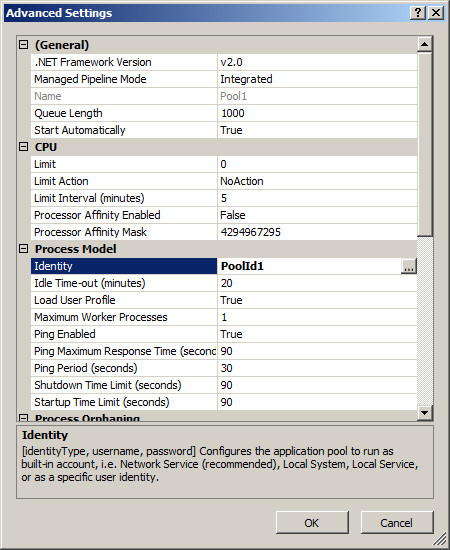 Advanced Settings
(General)
.NET Framework Version v2.0
Managed Pipeline Mode Integrated
Name Pool1
Queue Length 1000
Start Automatically True
CPU
Limit 0
Limit Action NoAction
Limit Interval (minutes) 5
Processor Affinity Enabled False
Processor Affinity Mask 4294967295
Process Model
Identity PoolId1 ...
Idle Time-out (minutes) 20
Load User Profile True
Maximum Worker Processes 1
Ping Enabled True
Ping Maximum Response Time (second 90
Ping Period (seconds) 30
Shutdown Time Limit (seconds) 90
Startup Time Limit (seconds) 90
Process Orphaning
Identity
[identityType, username, password] Configures the application pool to run as
built-in account, i.e. Network Service (recommended), Local System, Local Service,
or as a specific user identity.
OK Cancel